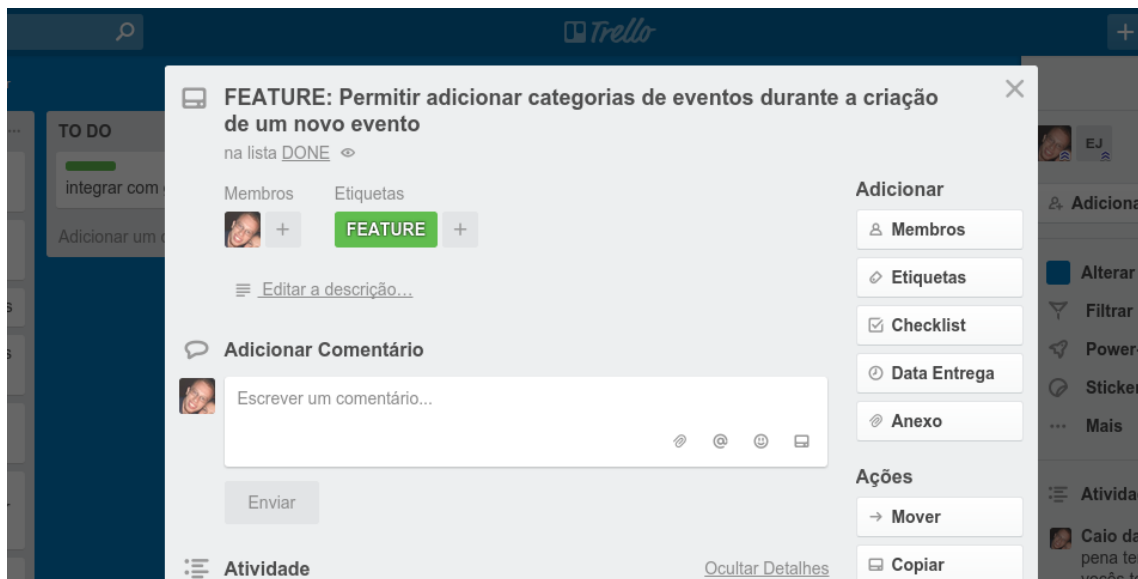 Trello
TO DO
integrar com
Adicionar um
FEATURE: Permitir adicionar categorias de eventos durante a criação
de um novo evento
na lista DONE
Membros
Etiquetas
FEATURE
Editar a descrição…
Adicionar Comentário
Escrever um comentário...
Enviar
Atividade
Ocultar Detalhes
Adicionar
Membros
Etiquetas
Checklist
Data Entrega
Anexo
Ações
Mover
Copiar
EJ
Adiciona
Alterar
Filtrar
Power-
Sticker
Mais
Ativida
Caio da
pena te